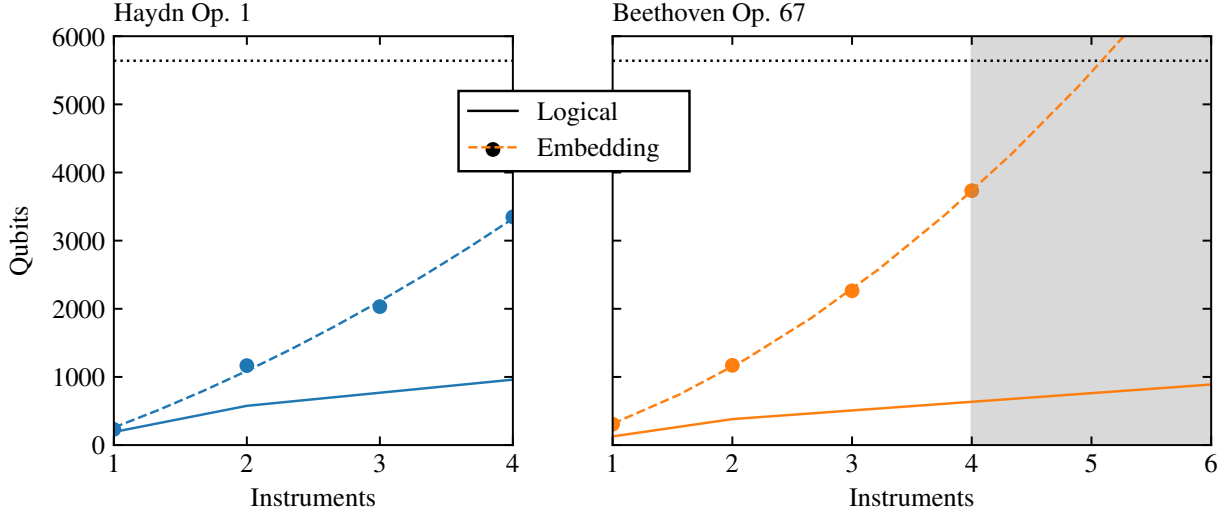 Haydn Op. 1
Beethoven Op. 67
6000
5000
4000
3000
2000
1000
0
Qubits
Logical
Embedding
1 2 3 4
1 2 3 4 5 6
Instruments
Instruments